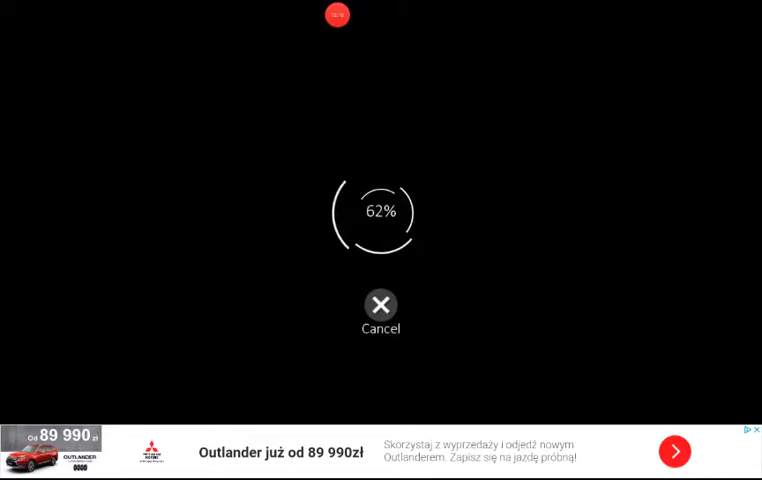 62%
Cancel
Od 89 990 zł
OUTLANDER
Outlander już od 89 990zł
Skorzystaj z wyprzedaży i odjedź nowym
Outlanderem. Zapisz się na jazdę próbną!